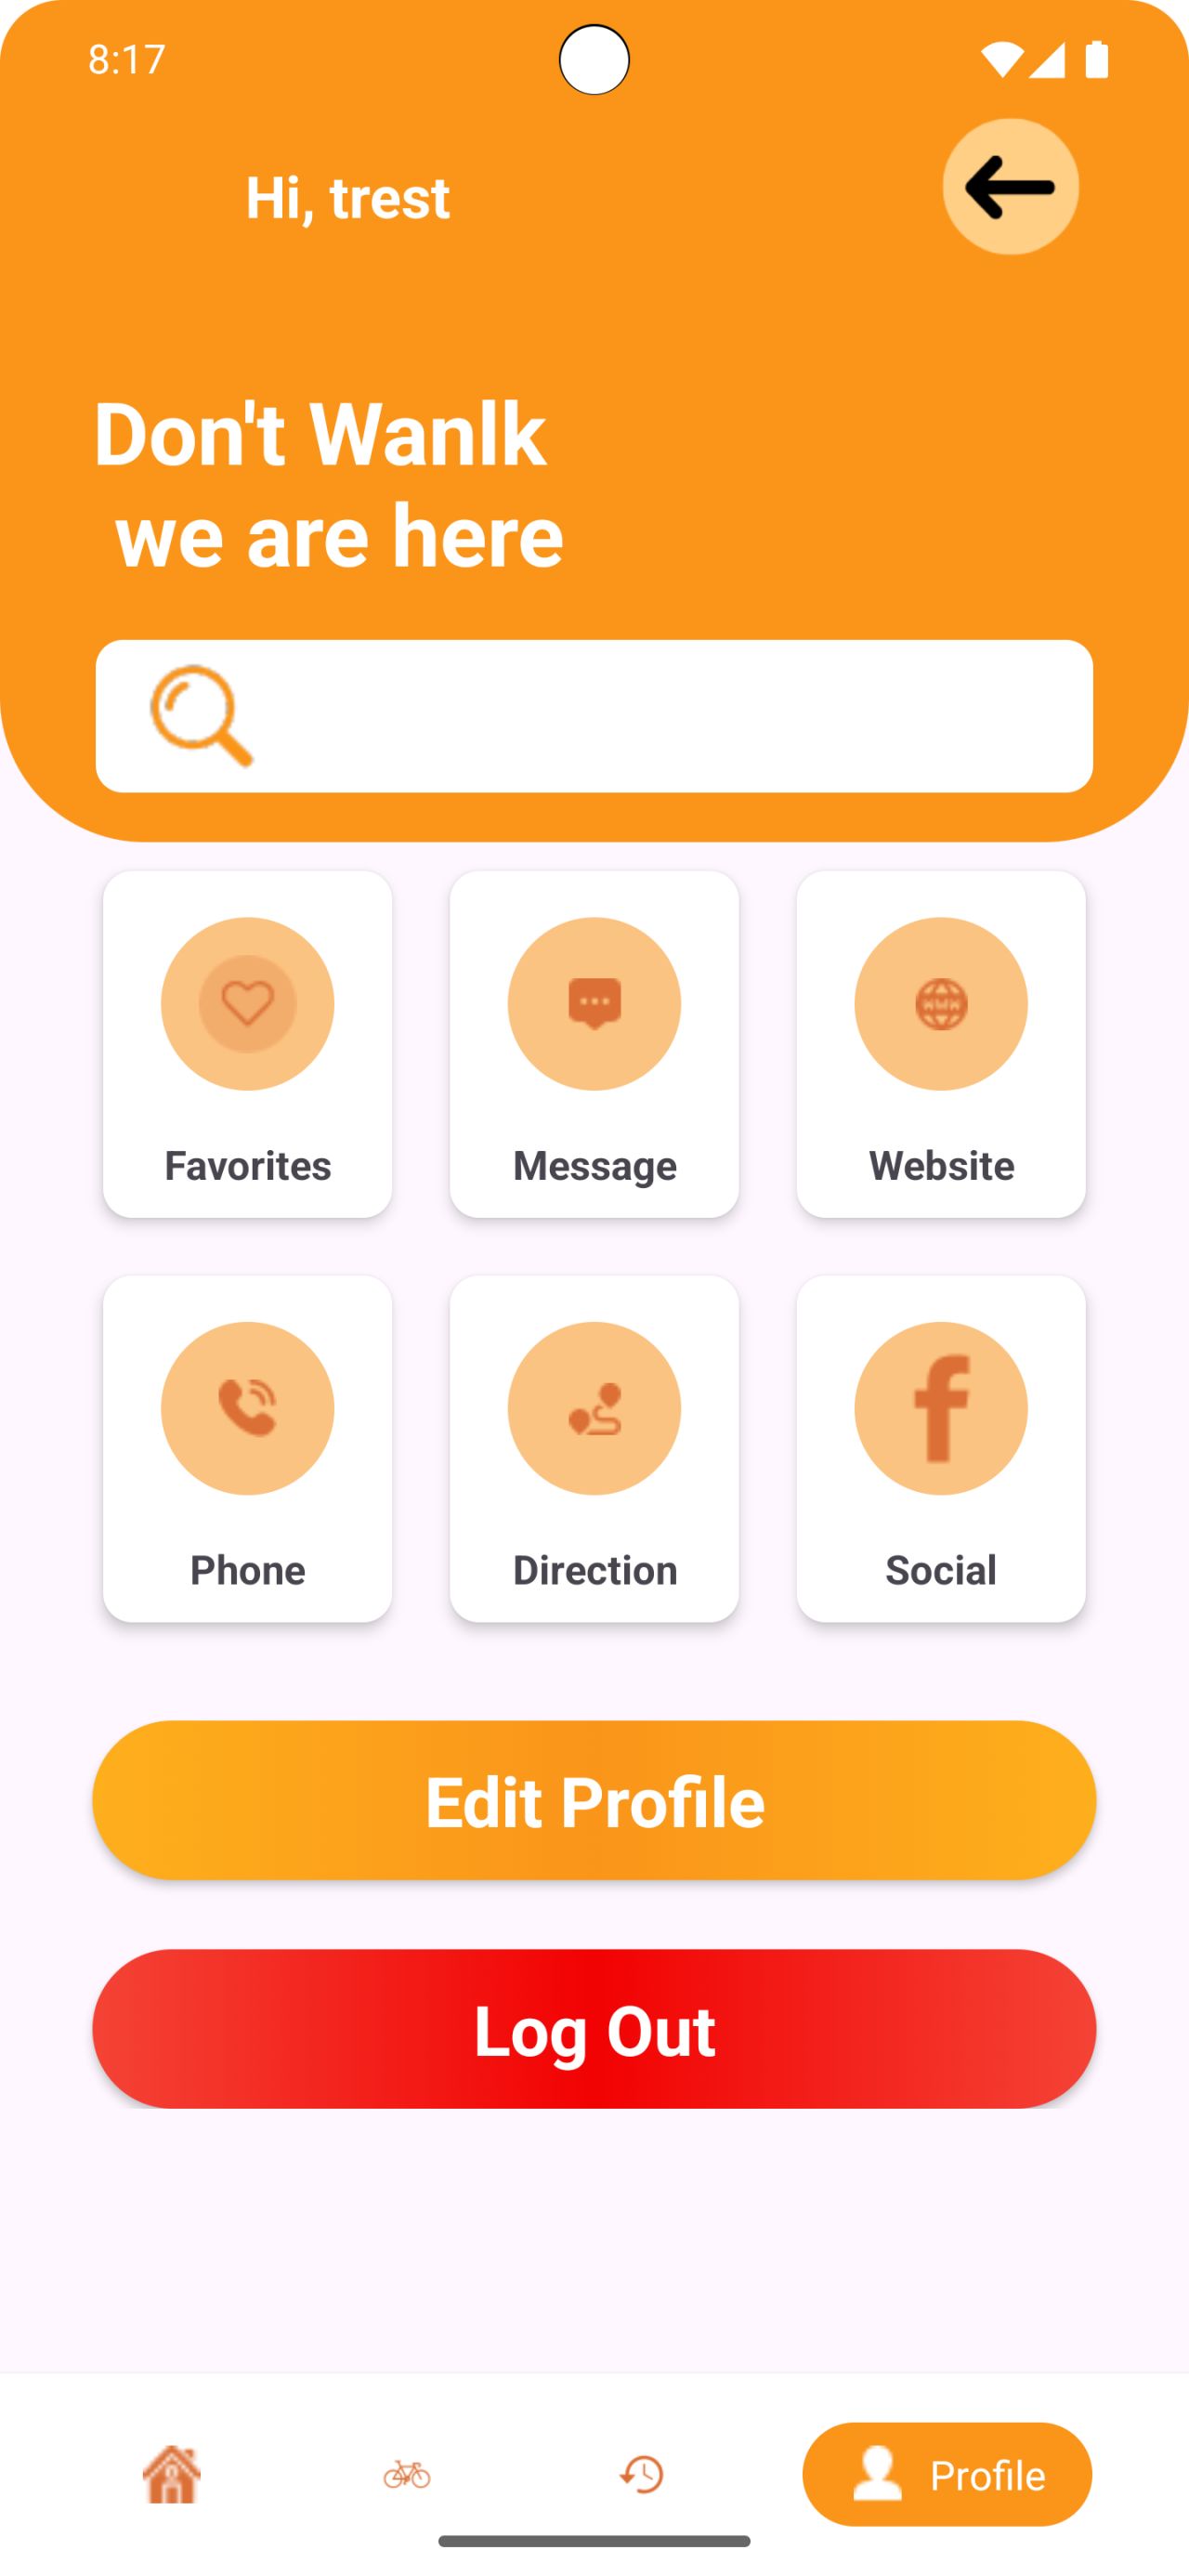 8:17
Hi, trest
Don't Wanlk
we are here
Favorites
Message
Website
Phone
Direction
Social
Edit Profile
Log Out
Profile